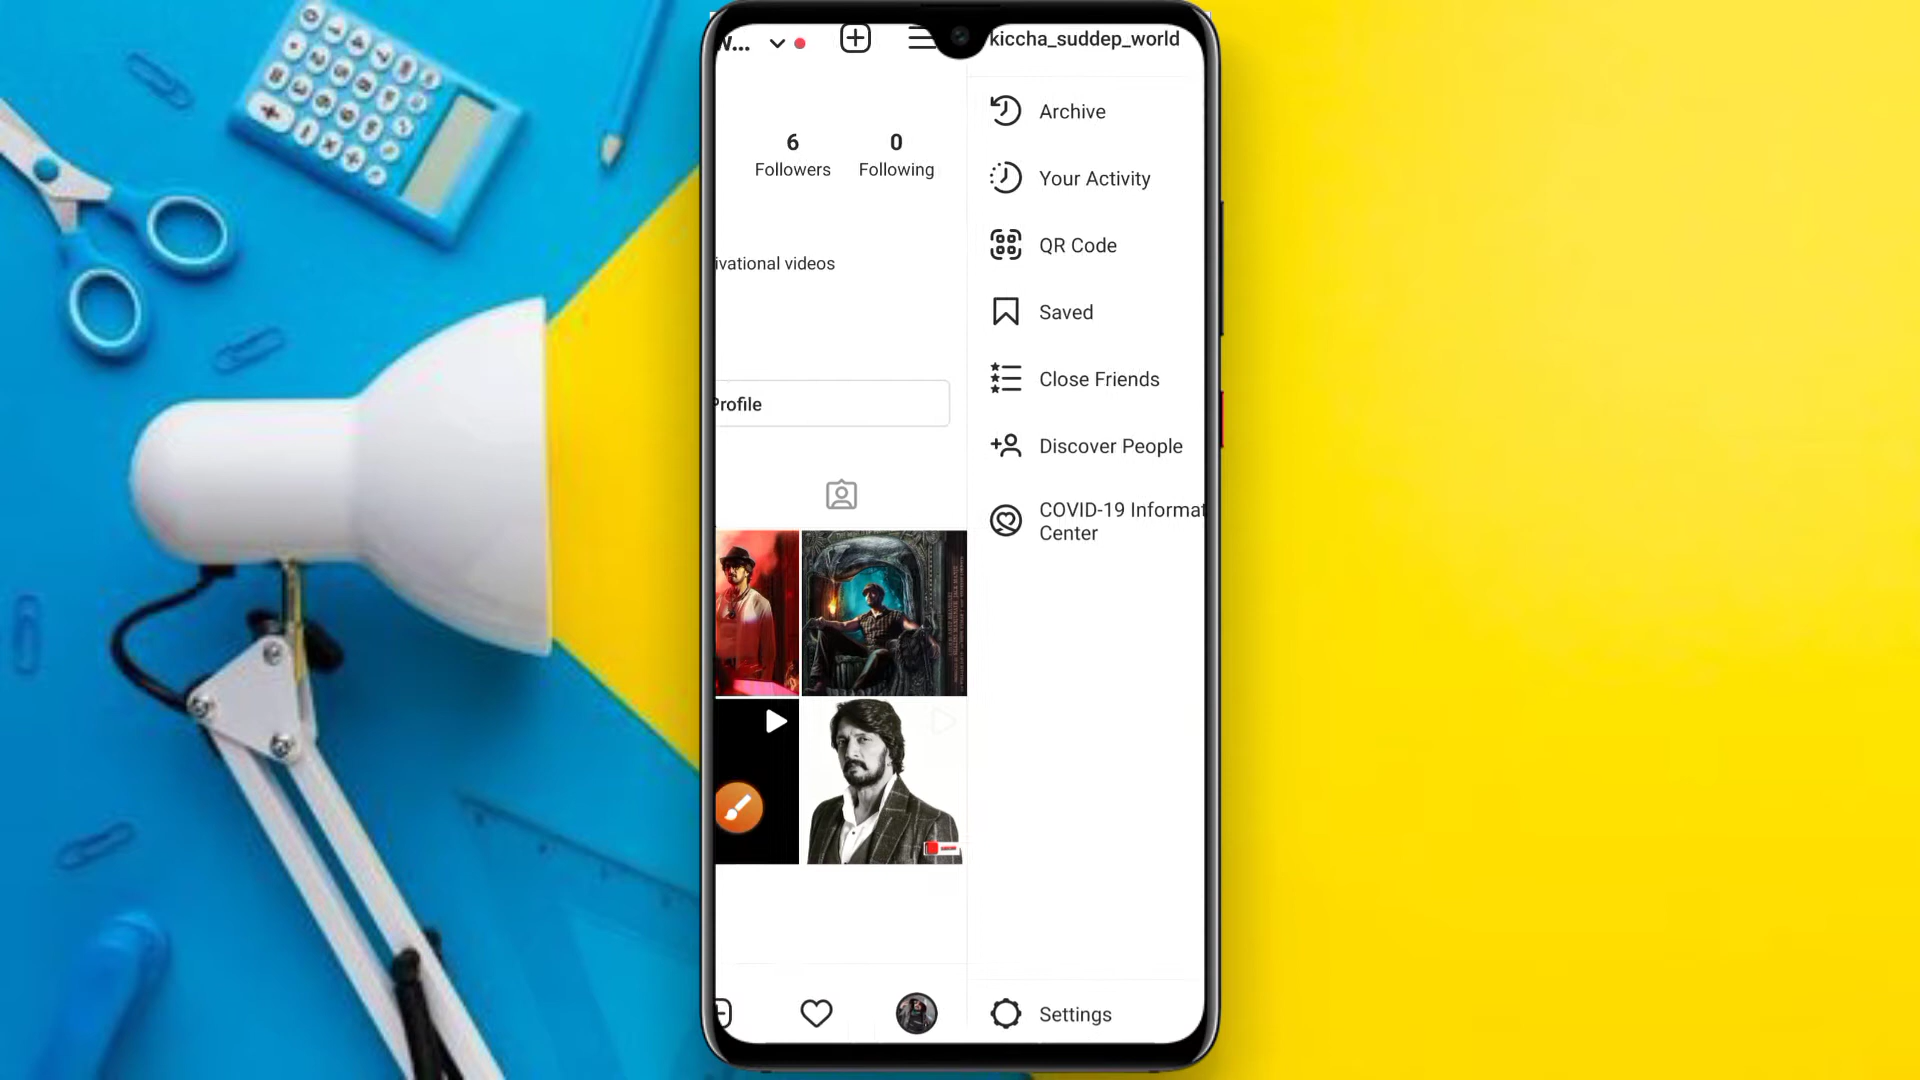 w...
kiccha_suddep_world
6
Followers
0
Following
ivational videos
Profile
Archive
Your Activity
QR Code
Saved
Close Friends
Discover People
COVID-19 Informat
Center
Settings